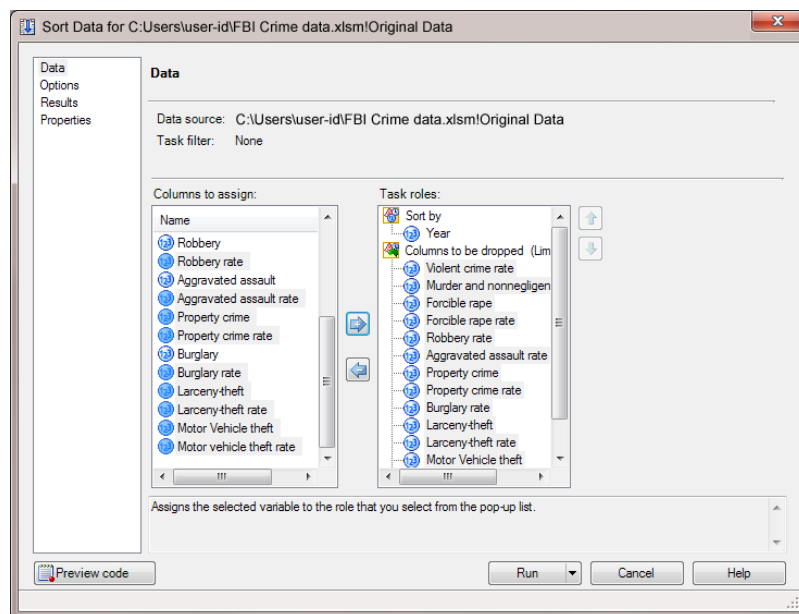 Sort Data for C:\Users\user-id\FBI Crime data.xlsm!Original Data
Data
Options
Results
Properties
Data
Data source: C:\Users\user-id\FBI Crime data.xlsm!Original Data
Task filter: None
Columns to assign:
Name
Robbery
Robbery rate
Aggravated assault
Aggravated assault rate
Property crime
Property crime rate
Burglary
Burglary rate
Larceny-theft
Larceny-theft rate
Motor Vehicle theft
Motor vehicle theft rate
Task roles:
Sort by
Year
Columns to be dropped (Lim
Violent crime rate
Murder and nonnegligen
Forcible rape
Forcible rape rate
Robbery rate
Aggravated assault rate
Property crime
Property crime rate
Burglary rate
Larceny-theft
Larceny-theft rate
Motor Vehicle theft
Assigns the selected variable to the role that you select from the pop-up list.
Preview code
Run
Cancel
Help